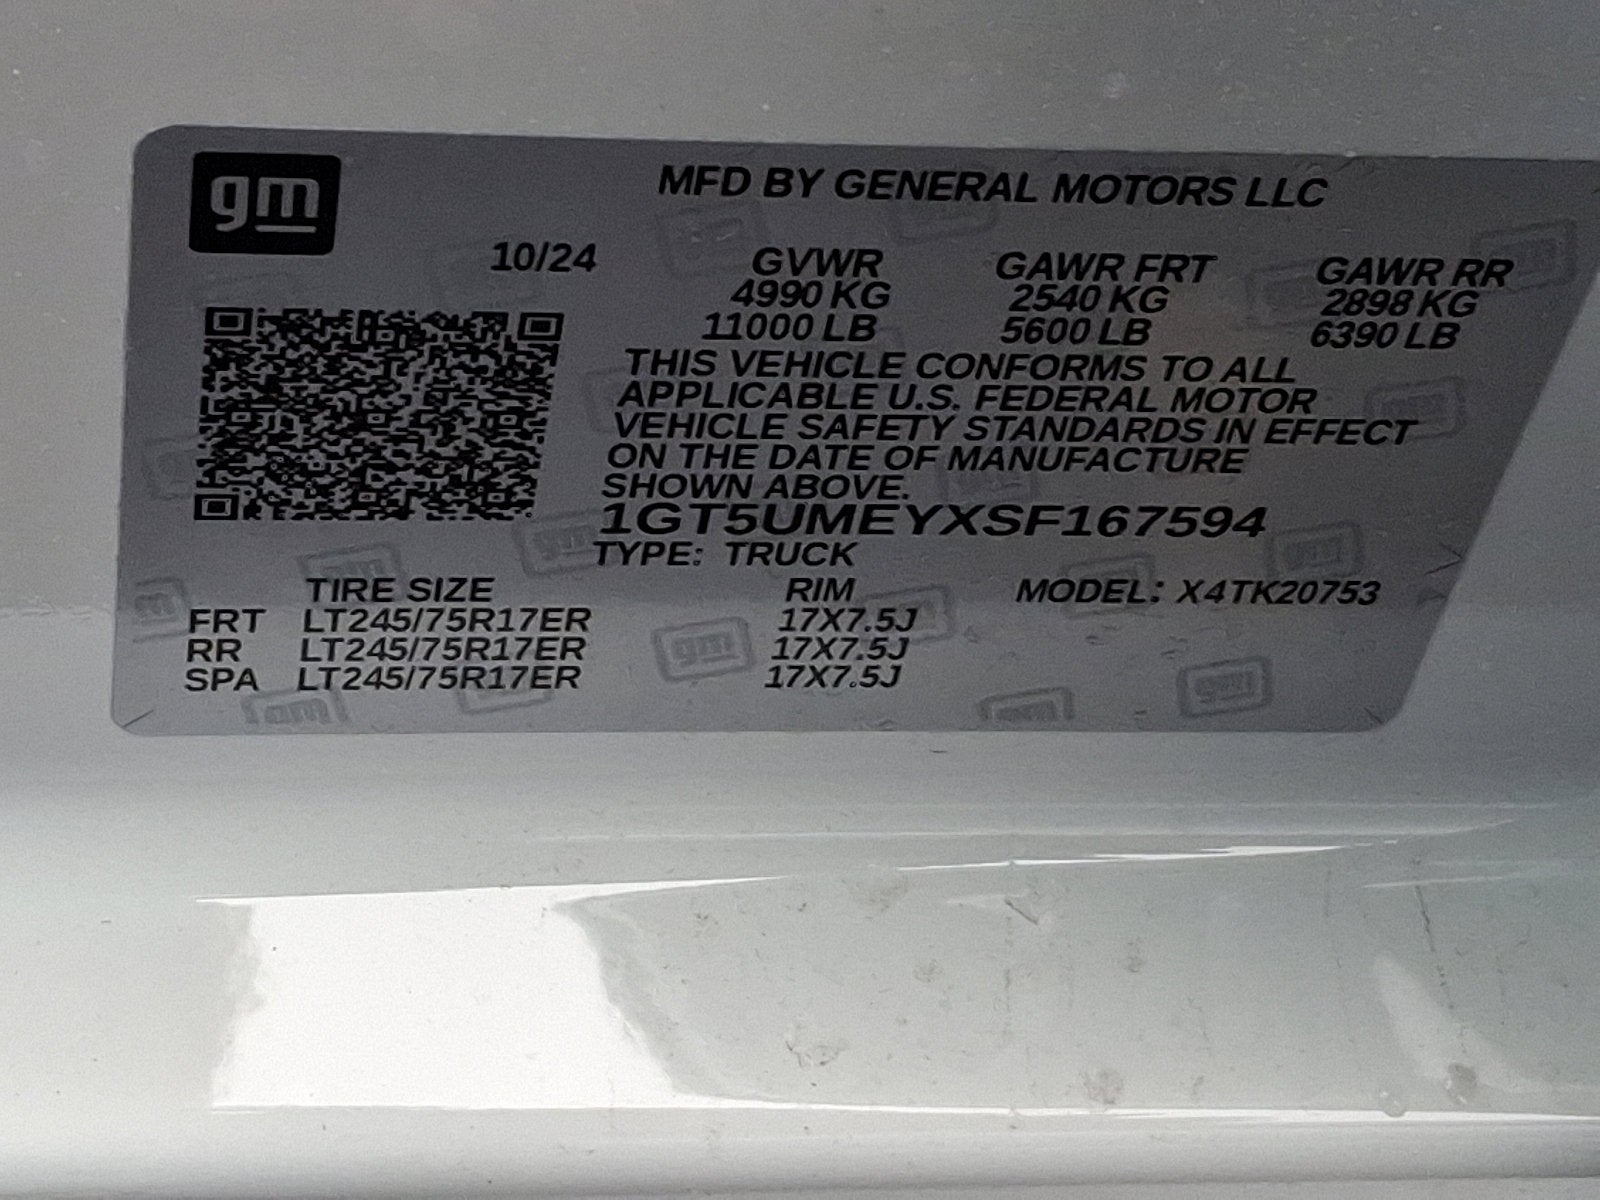 gm
MFD BY GENERAL MOTORS LLC
10/24
GVWR GAWR FRT GAWR RR
4990 KG 2540 KG 2898 KG
11000 LB 5600 LB 6390 LB
THIS VEHICLE CONFORMS TO ALL
APPLICABLE U.S. FEDERAL MOTOR
VEHICLE SAFETY STANDARDS IN EFFECT
ON THE DATE OF MANUFACTURE
SHOWN ABOVE.
1GT5UMEYXSF167594
TYPE: TRUCK
TIRE SIZE RIM MODEL: X4TK20753
FRT LT245/75R17ER 17X7.5J
RR LT245/75R17ER 17X7.5J
SPA LT245/75R17ER 17X7.5J